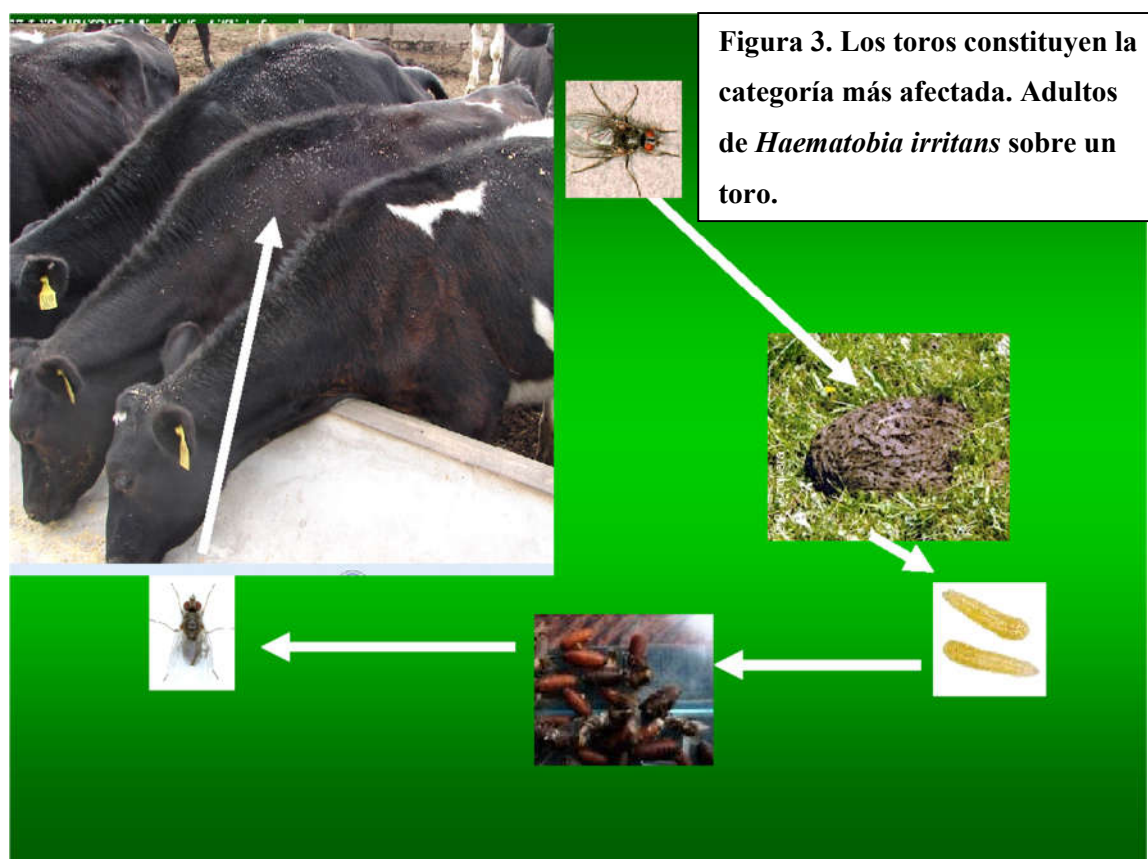 Figura 3. Los toros constituyen la
categoría más afectada. Adultos
de Haematobia irritans sobre un
toro.